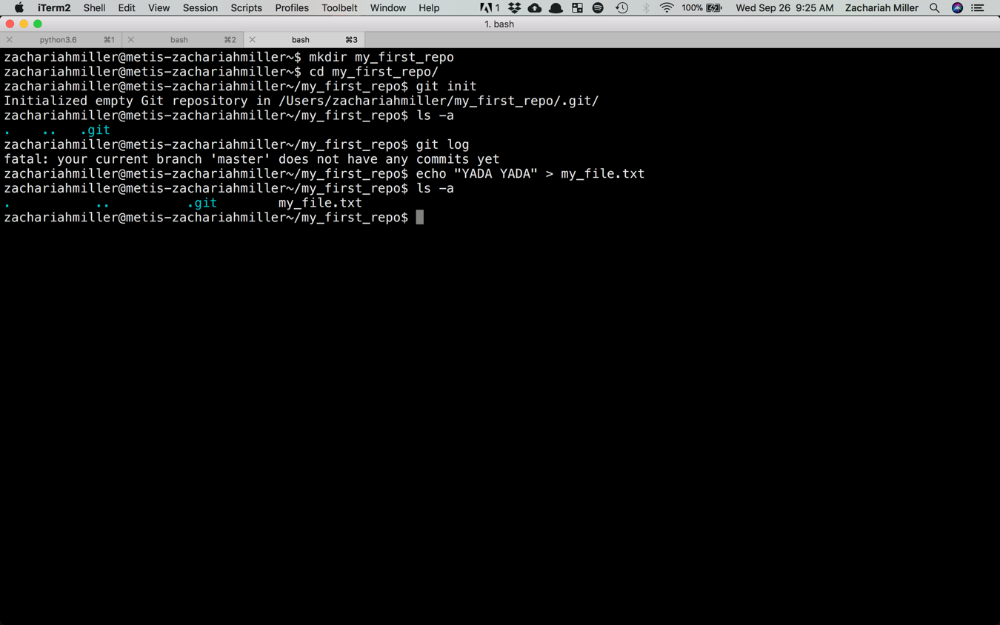 iTerm2 Shell Edit View Session Scripts Profiles Toolbelt Window Help 1 100% Wed Sep 26 9:25 AM Zachariah Miller
1. bash
python3.6 ⌘1 bash ⌘2 bash ⌘3
zachariahmiller@metis-zachariahmiller~$ mkdir my_first_repo
zachariahmiller@metis-zachariahmiller~$ cd my_first_repo/
zachariahmiller@metis-zachariahmiller~/my_first_repo$ git init
Initialized empty Git repository in /Users/zachariahmiller/my_first_repo/.git/
zachariahmiller@metis-zachariahmiller~/my_first_repo$ ls -a
. .. .git
zachariahmiller@metis-zachariahmiller~/my_first_repo$ git log
fatal: your current branch 'master' does not have any commits yet
zachariahmiller@metis-zachariahmiller~/my_first_repo$ echo "YADA YADA" > my_file.txt
zachariahmiller@metis-zachariahmiller~/my_first_repo$ ls -a
. .. .git my_file.txt
zachariahmiller@metis-zachariahmiller~/my_first_repo$